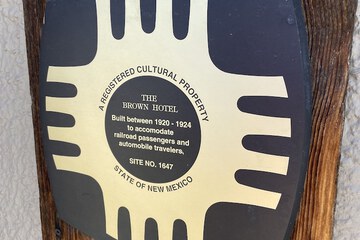 A REGISTERED CULTURAL PROPERTY
THE
BROWN HOTEL
Built between 1920 - 1924
to accomodate
railroad passengers and
automobile travelers.
SITE NO. 1647
STATE OF NEW MEXICO